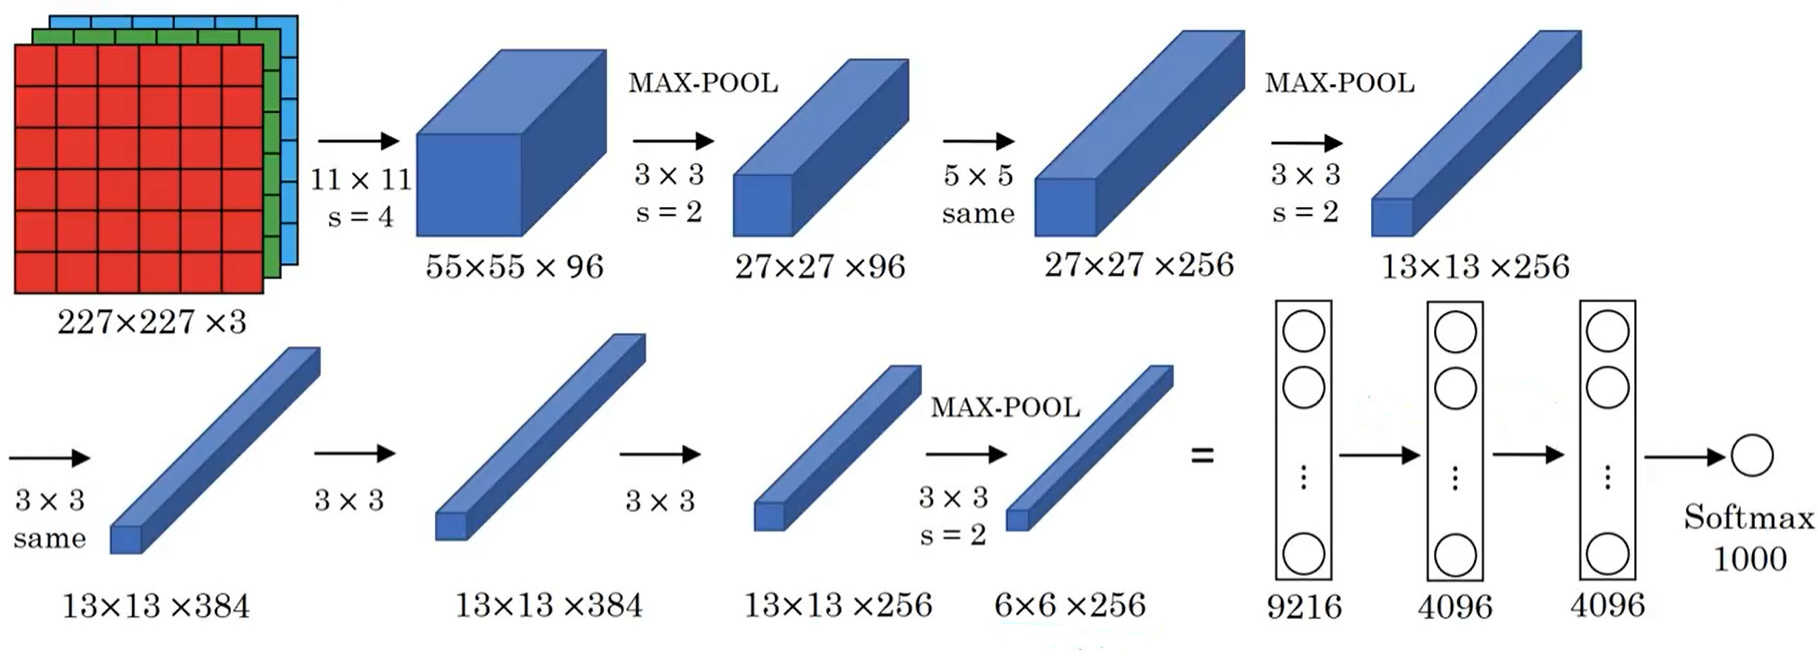 227×227 ×3
11 × 11
s = 4
55×55 × 96
MAX-POOL
3 × 3
s = 2
27×27 ×96
5 × 5
same
27×27 ×256
MAX-POOL
3 × 3
s = 2
13×13 ×256
3 × 3
same
13×13 ×384
3 × 3
13×13 ×384
3 × 3
13×13 ×256
MAX-POOL
3 × 3
s = 2
6×6 ×256
=
⋮
9216
⋮
4096
⋮
4096
Softmax
1000